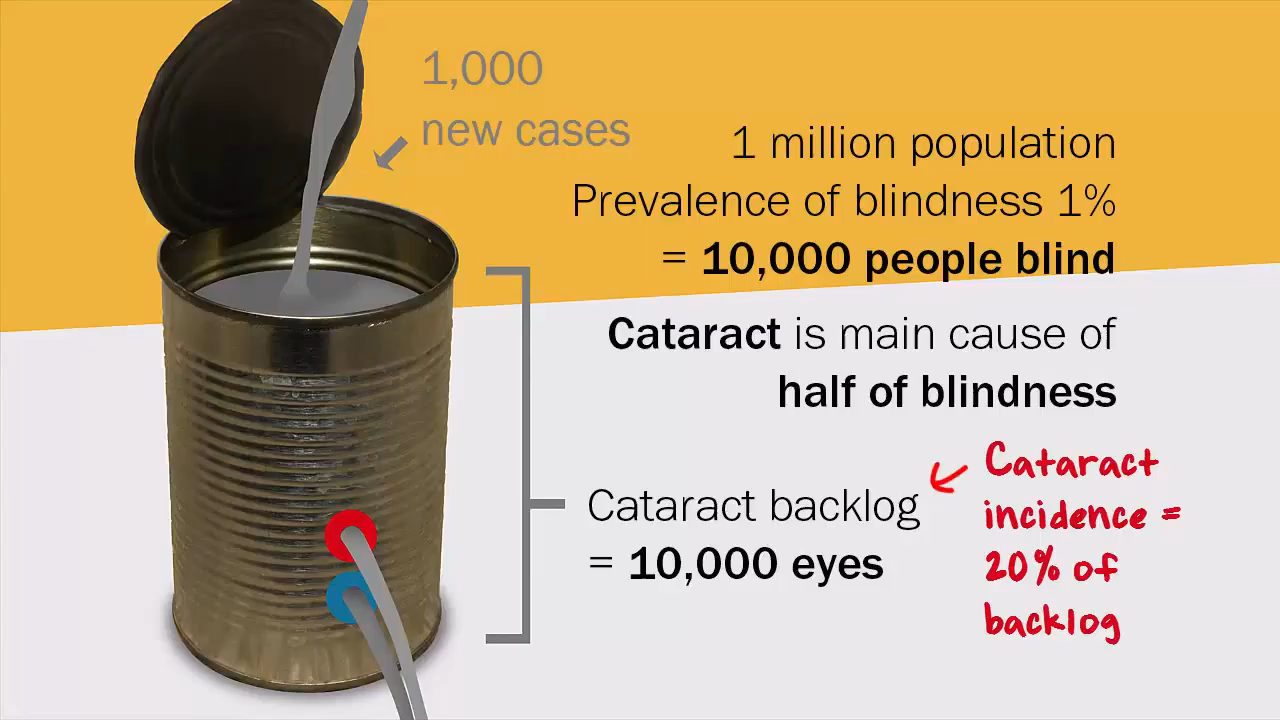 1,000
new cases
1 million population
Prevalence of blindness 1%
= 10,000 people blind
Cataract is main cause of
half of blindness
Cataract backlog
= 10,000 eyes
Cataract
incidence =
20% of
backlog